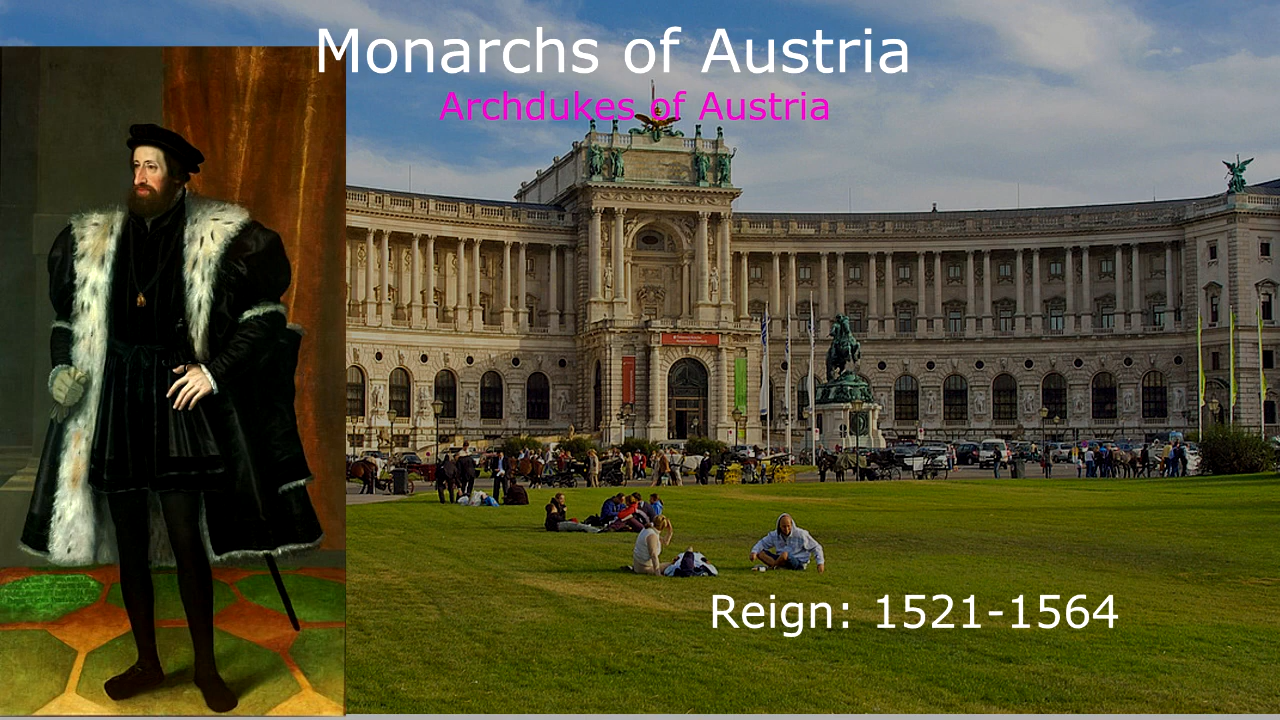 Monarchs of Austria
Archdukes of Austria
Reign: 1521-1564